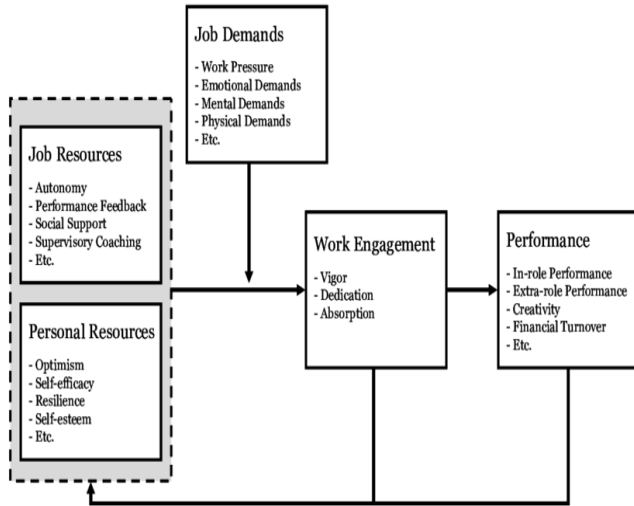 Job Demands
- Work Pressure
- Emotional Demands
- Mental Demands
- Physical Demands
- Etc.
Job Resources
- Autonomy
- Performance Feedback
- Social Support
- Supervisory Coaching
- Etc.
Personal Resources
- Optimism
- Self-efficacy
- Resilience
- Self-esteem
- Etc.
Work Engagement
- Vigor
- Dedication
- Absorption
Performance
- In-role Performance
- Extra-role Performance
- Creativity
- Financial Turnover
- Etc.